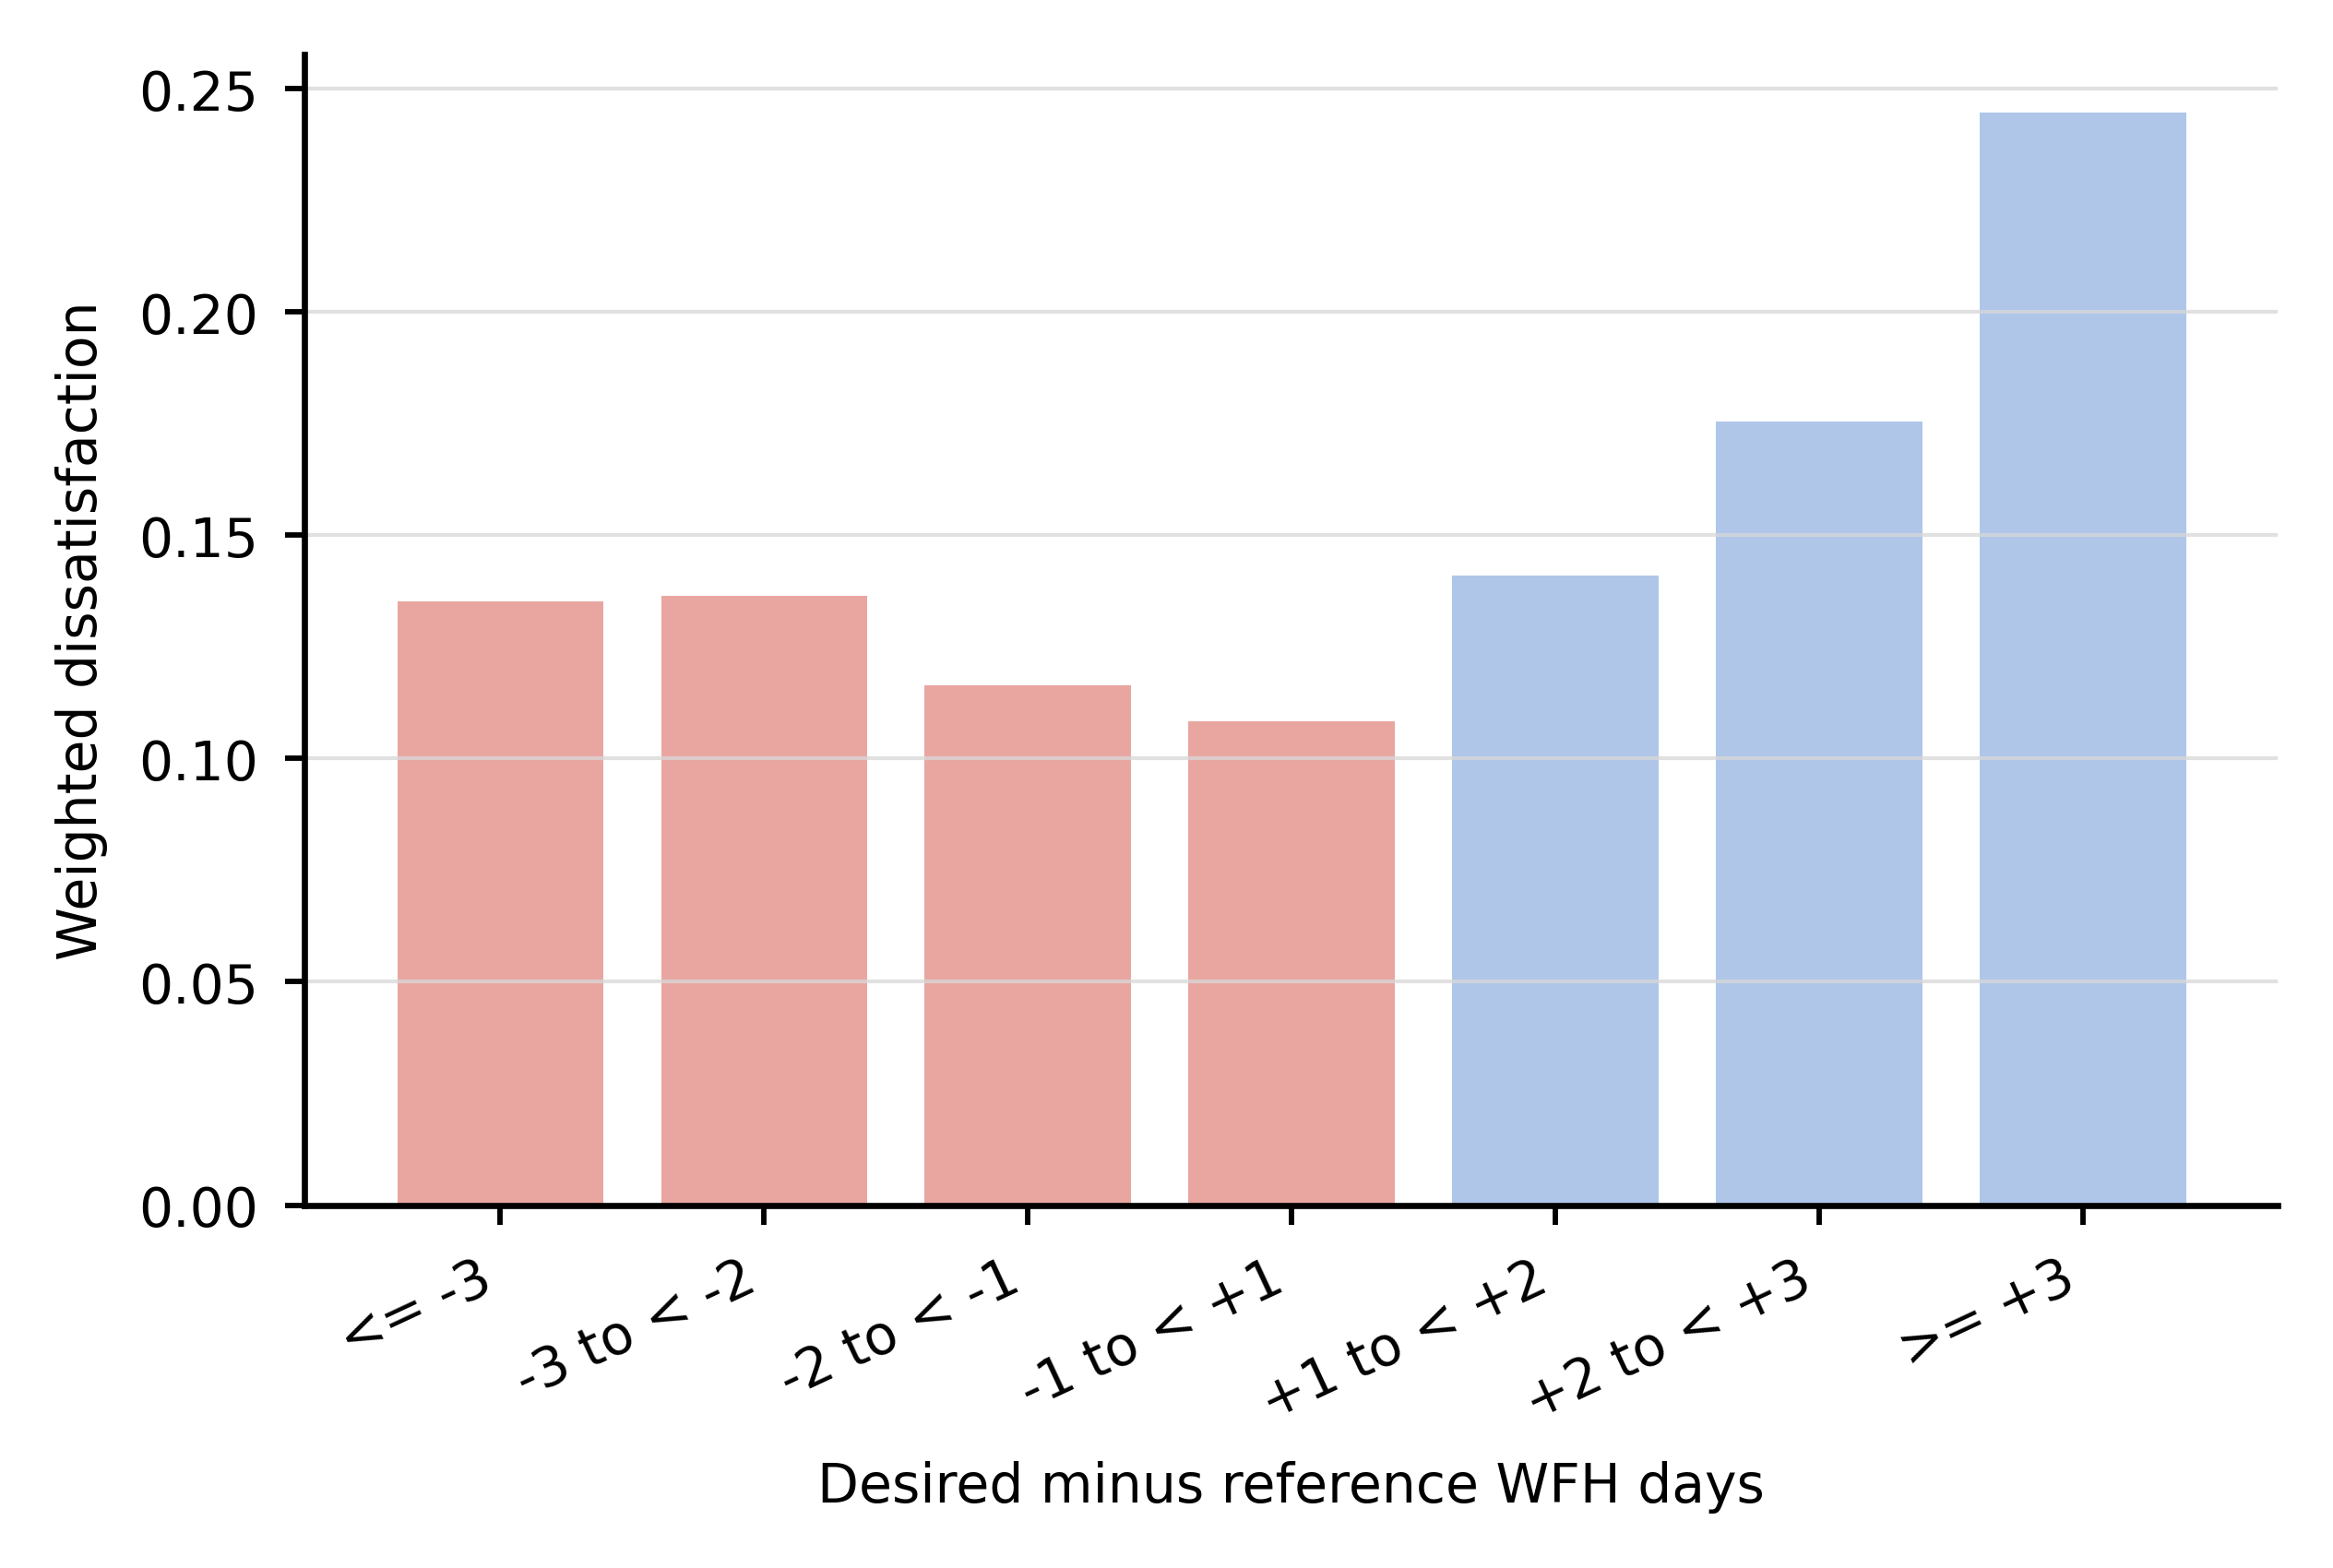 0.25
0.20
0.15
0.10
0.05
0.00
Weighted dissatisfaction
<= -3
-3 to < -2
-2 to < -1
-1 to < +1
+1 to < +2
+2 to < +3
>= +3
Desired minus reference WFH days